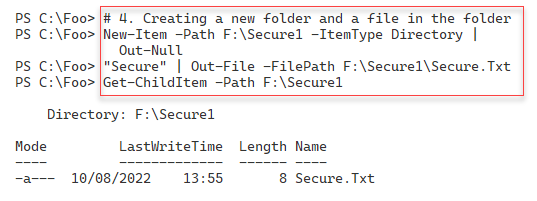 PS C:\Foo> # 4. Creating a new folder and a file in the folder
PS C:\Foo> New-Item -Path F:\Secure1 -ItemType Directory |
Out-Null
PS C:\Foo> "Secure" | Out-File -FilePath F:\Secure1\Secure.Txt
PS C:\Foo> Get-ChildItem -Path F:\Secure1
Directory: F:\Secure1
Mode LastWriteTime Length Name
---- ------------- ------ ----
-a--- 10/08/2022 13:55 8 Secure.Txt